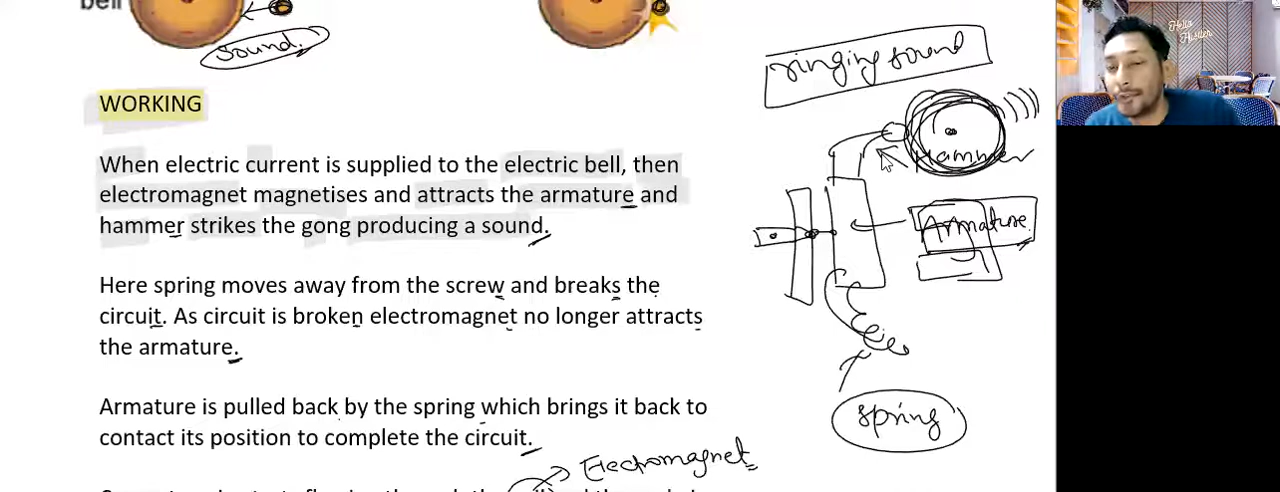 bell
sound.
ringing sound
Hello
Hustler
WORKING
Hammer
When electric current is supplied to the electric bell, then
electromagnet magnetises and attracts the armature and
hammer strikes the gong producing a sound.
Armature
Here spring moves away from the screw and breaks the
circuit. As circuit is broken electromagnet no longer attracts
the armature.
Armature is pulled back by the spring which brings it back to
contact its position to complete the circuit.
spring
Electromagnet